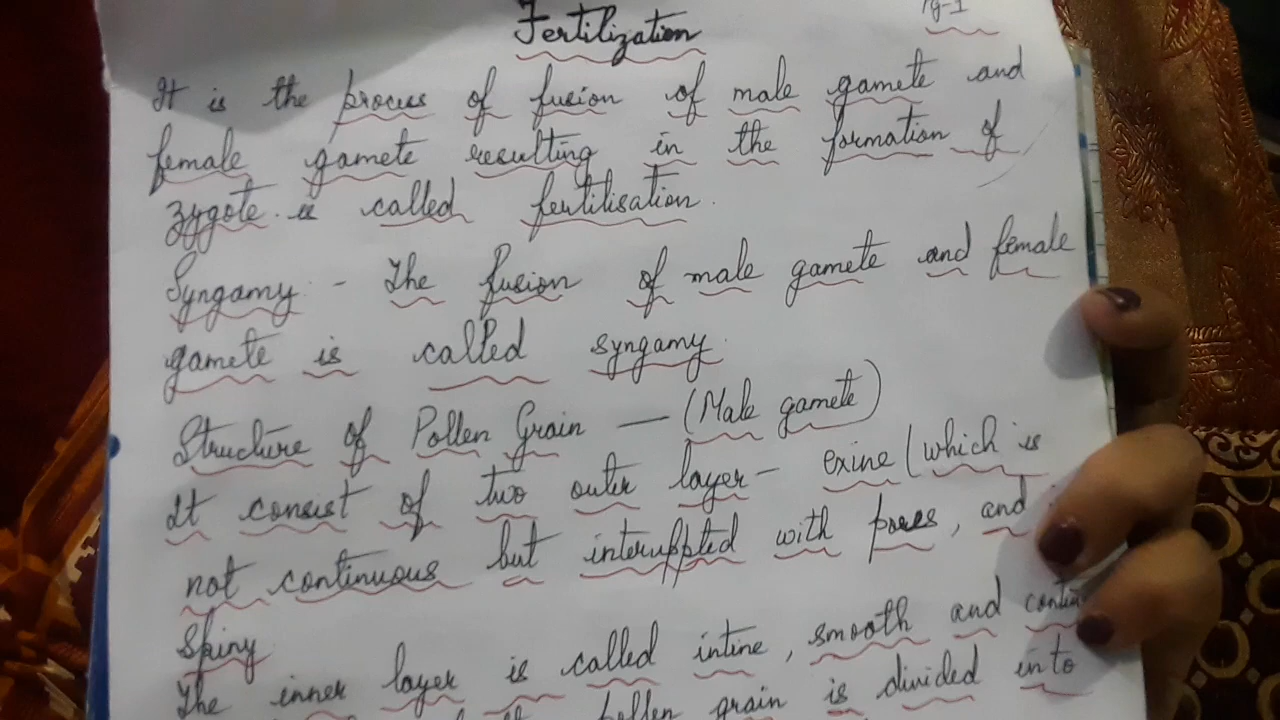 Fertilization
Pg-1
It is the process of fusion of male gamete and
female gamete resulting in the formation of
zygote. is called fertilisation.
Syngamy :- The fusion of male gamete and female
gamete is called syngamy.
Structure of Pollen Grain — (Male gamete)
It consist of two outer layer - exine (which is
not continuous but interuppted with pores, and
Spiny
The inner layer is called intine, smooth and
pollen grain is divided into